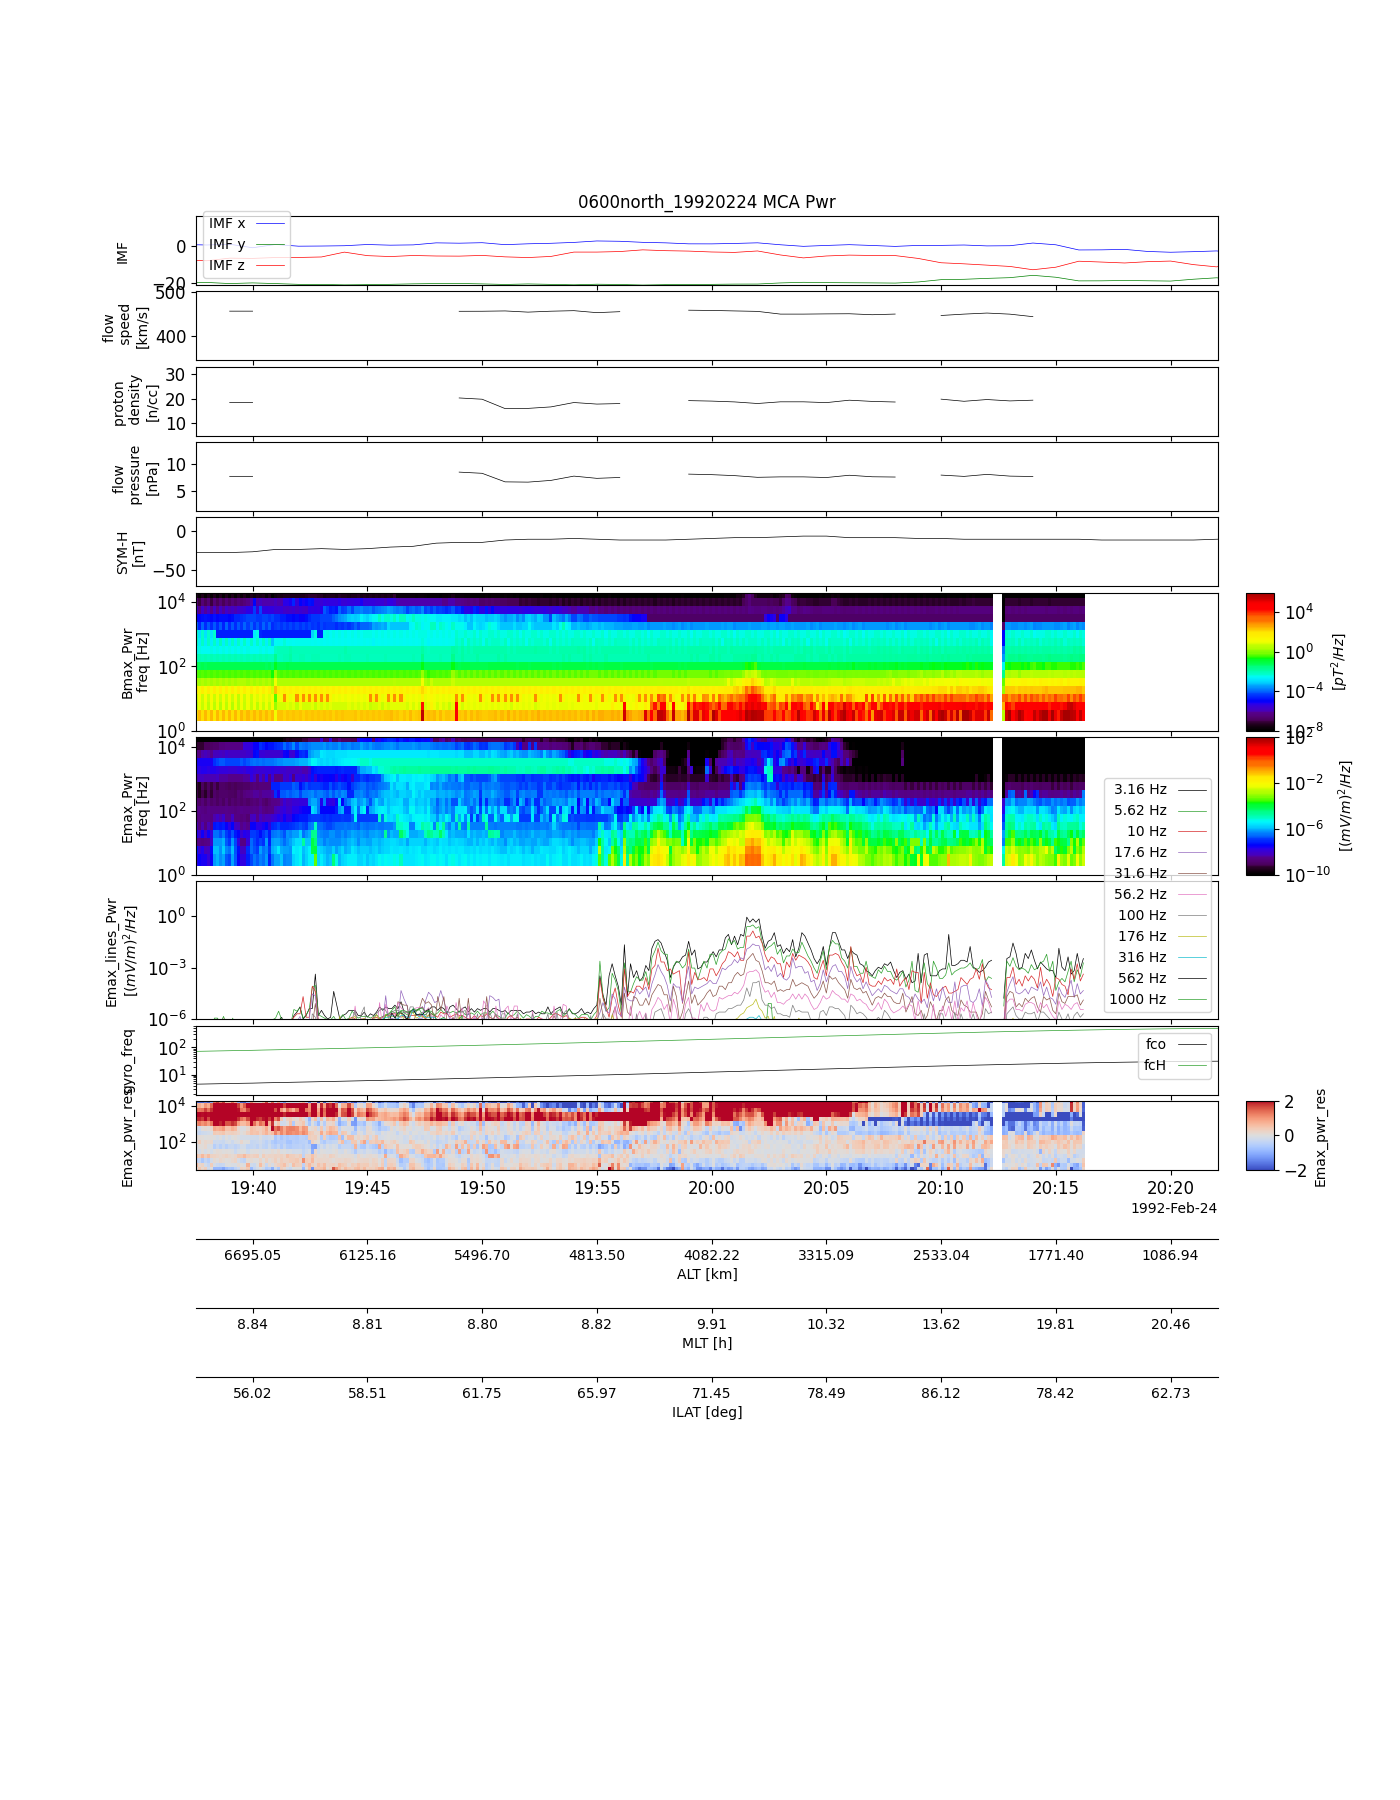 0600north_19920224 MCA Pwr
IMF x
IMF y
IMF z
IMF
0
−20
flow
speed
[km/s]
500
400
proton
density
[n/cc]
30
20
10
flow
pressure
[nPa]
10
5
SYM-H
[nT]
0
−50
Bmax_Pwr
freq [Hz]
10^4
10^2
10^0
10^4
10^0
10^−4
10^−8
[pT^2/Hz]
Emax_Pwr
freq [Hz]
10^4
10^2
10^0
10^2
10^−2
10^−6
10^−10
[(mV/m)^2/Hz]
3.16 Hz
5.62 Hz
10 Hz
17.6 Hz
31.6 Hz
56.2 Hz
100 Hz
176 Hz
316 Hz
562 Hz
1000 Hz
Emax_lines_Pwr
[(mV/m)^2/Hz]
10^0
10^−3
10^−6
gyro_freq
10^2
10^1
fco
fcH
Emax_pwr_res
10^4
10^2
2
0
−2
Emax_pwr_res
19:40 19:45 19:50 19:55 20:00 20:05 20:10 20:15 20:20
1992-Feb-24
6695.05 6125.16 5496.70 4813.50 4082.22 3315.09 2533.04 1771.40 1086.94
ALT [km]
8.84 8.81 8.80 8.82 9.91 10.32 13.62 19.81 20.46
MLT [h]
56.02 58.51 61.75 65.97 71.45 78.49 86.12 78.42 62.73
ILAT [deg]